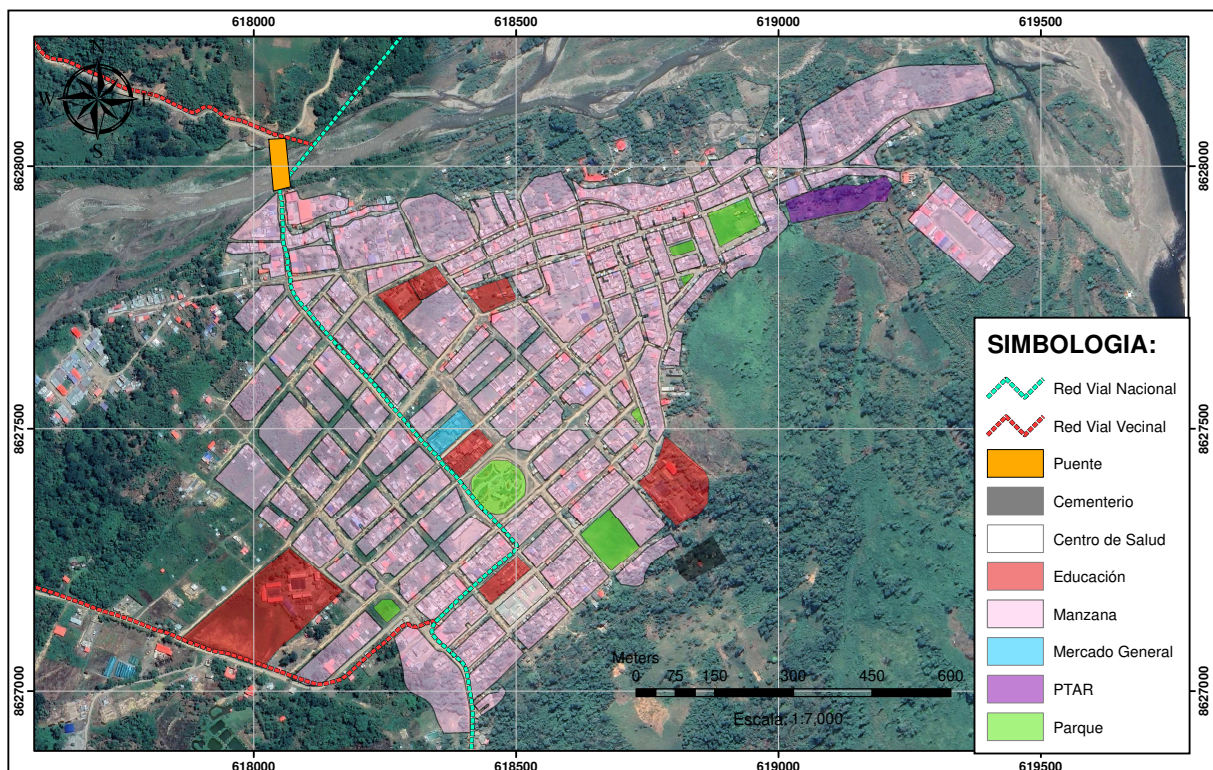 618000 618500 619000 619500
N
W E
S
8628000 8628000
8627500 8627500
8627000 8627000
SIMBOLOGIA:
Red Vial Nacional
Red Vial Vecinal
Puente
Cementerio
Centro de Salud
Educación
Manzana
Mercado General
PTAR
Parque
Meters
0 75 150 300 450 600
Escala: 1:7,000
618000 618500 619000 619500